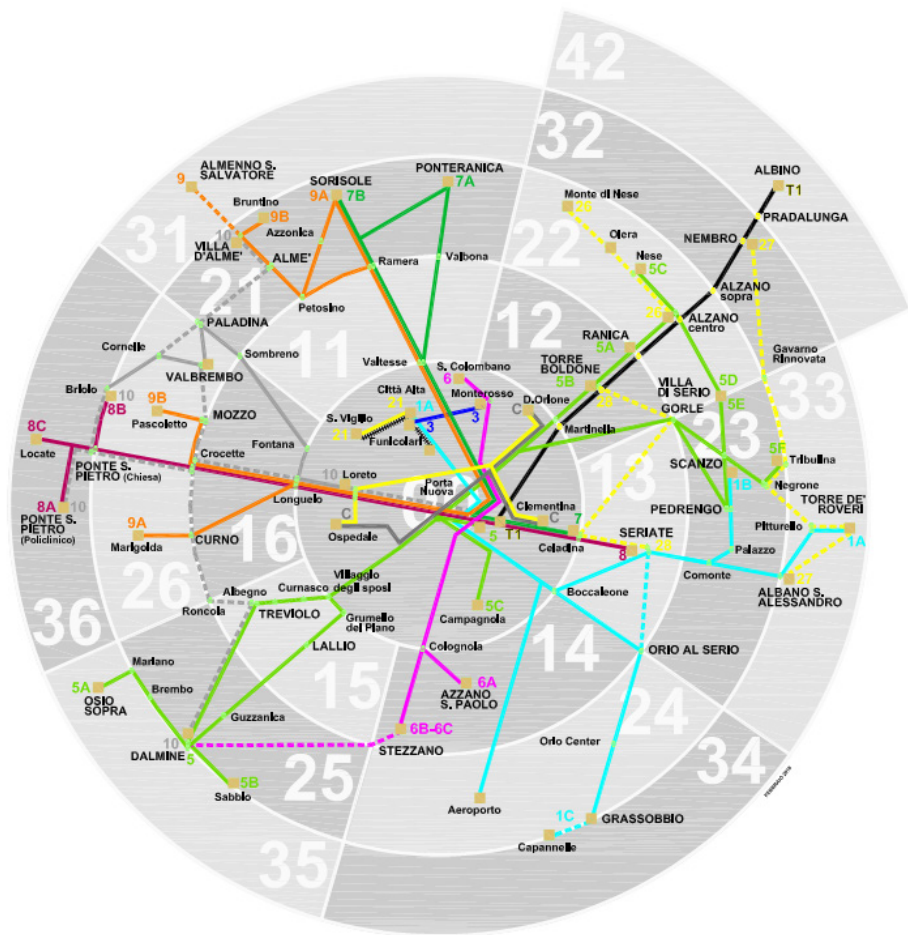 42
32
ALBINO
T1
PONTERANICA
7A
ALMENNO S.
SALVATORE
9
SORISOLE
9A
7B
Bruntino
9B
Azzonica
Monte di Nese
26
PRADALUNGA
31
10
VILLA
D'ALME'
22
Olera
NEMBRO
27
ALME'
Ramera
Valbona
Nese
5C
21
Petosino
ALZANO
sopra
PALADINA
12
26
ALZANO
centro
11
RANICA
5A
Cornelle
Sombreno
Valtesse
S. Colombano
6
TORRE
BOLDONE
5B
28
Gavarno
Rinnovata
33
VALBREMBO
Città Alta
21
1A
Monterosso
3
3
VILLA
DI SERIO
5D
5E
Briolo
10
8B
9B
Pascoletto
MOZZO
S. Vigilio
21
Funicolari
D.Orione
C
GORLE
23
8C
Locate
PONTE S.
PIETRO (Chiesa)
Crocette
Fontana
Martinella
5F
Tribulina
SCANZO
1B
Negrone
10
Loreto
Porta
Nuova
13
8A
10
PONTE S.
PIETRO
(Policlinico)
Longuelo
Clementina
C
PEDRENGO
TORRE DE'
ROVERI
9A
Marigolda
CURNO
16
C
Ospedale
5
T1
7
Celadina
SERIATE
28
8
Pitturello
1A
Palazzo
26
Villaggio
degli sposi
Comonte
27
ALBANO S.
ALESSANDRO
36
Albegno
Curnasco
Roncola
TREVIOLO
Grumello
del Piano
5C
Campagnola
Boccaleone
LALLIO
Colognola
14
ORIO AL SERIO
Mariano
15
5A
OSIO
SOPRA
Brembo
6A
AZZANO
S. PAOLO
24
Guzzanica
6B-6C
10
DALMINE
5
STEZZANO
Orio Center
34
25
5B
Sabbio
Aeroporto
1C
GRASSOBBIO
Capannelle
35